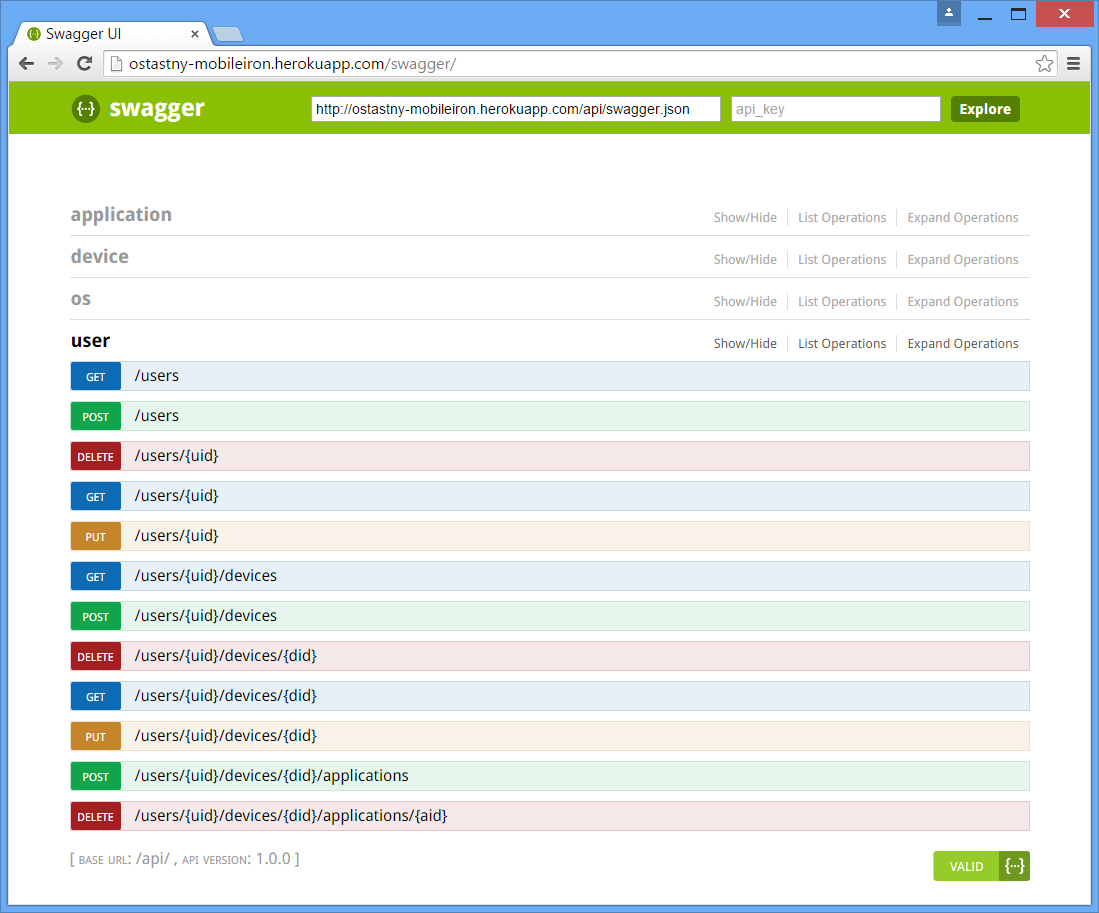 Swagger UI
ostastny-mobileiron.herokuapp.com/swagger/
{··} swagger http://ostastny-mobileiron.herokuapp.com/api/swagger.json api_key Explore
application Show/Hide List Operations Expand Operations
device Show/Hide List Operations Expand Operations
os Show/Hide List Operations Expand Operations
user Show/Hide List Operations Expand Operations
GET /users
POST /users
DELETE /users/{uid}
GET /users/{uid}
PUT /users/{uid}
GET /users/{uid}/devices
POST /users/{uid}/devices
DELETE /users/{uid}/devices/{did}
GET /users/{uid}/devices/{did}
PUT /users/{uid}/devices/{did}
POST /users/{uid}/devices/{did}/applications
DELETE /users/{uid}/devices/{did}/applications/{aid}
[ BASE URL: /api/ , API VERSION: 1.0.0 ]
VALID {···}